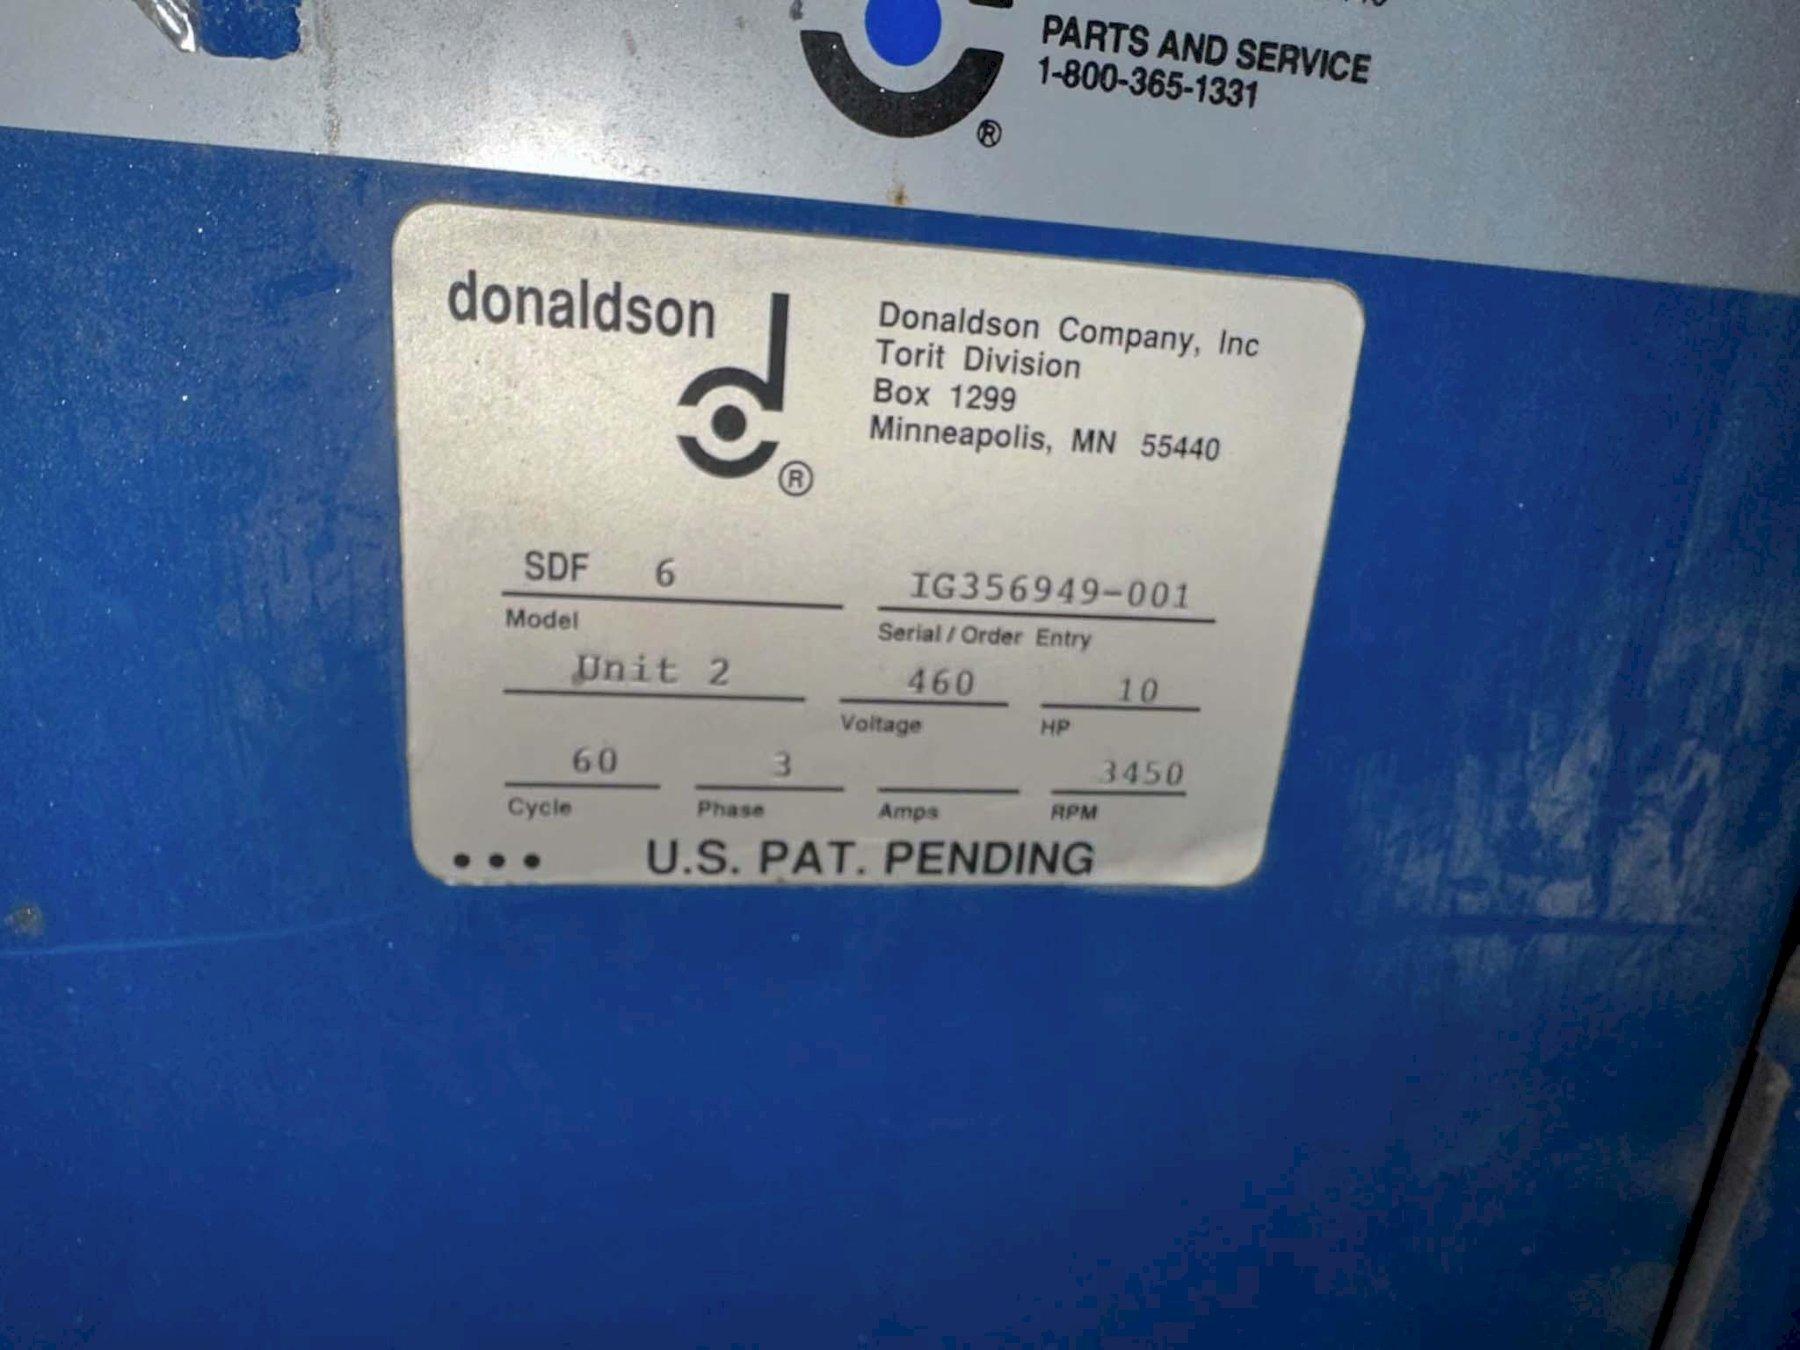 PARTS AND SERVICE
1-800-365-1331
®
donaldson
®
Donaldson Company, Inc
Torit Division
Box 1299
Minneapolis, MN 55440
SDF 6
Model
IG356949-001
Serial / Order Entry
Unit 2
460
Voltage
10
HP
60
Cycle
3
Phase
Amps
3450
RPM
••• U.S. PAT. PENDING